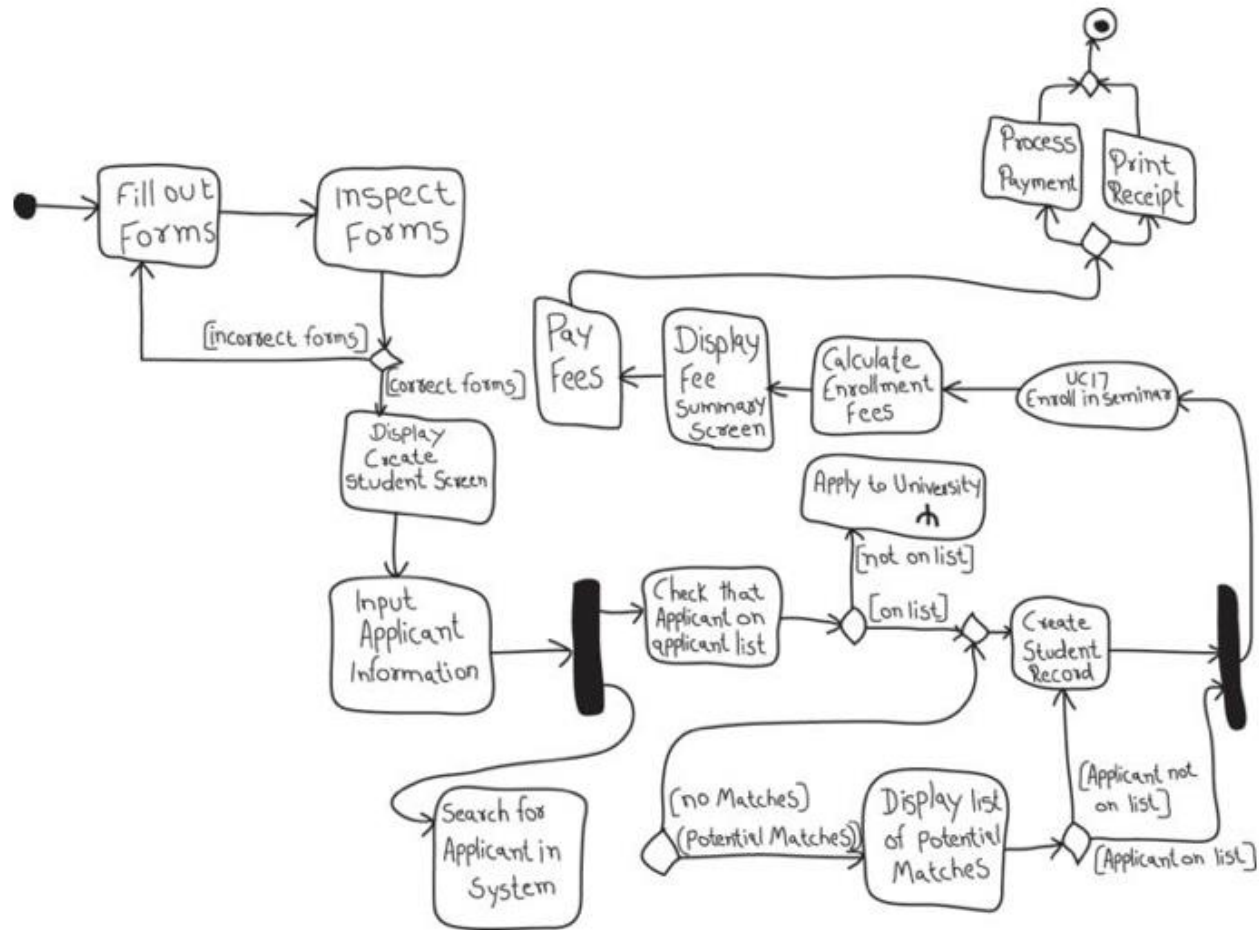 Fill out
Forms
Inspect
Forms
[incorrect forms]
[correct forms]
Display
Create
Student Screen
Input
Applicant
Information
Search for
Applicant in
System
Check that
Applicant on
applicant list
Apply to University
[not on list]
[on list]
Create
Student
Record
[no Matches]
(Potential Matches)
Display list
of Potential
Matches
[Applicant not
on list]
[Applicant on list]
UC17
Enroll in seminar
Calculate
Enrollment
Fees
Display
Fee
Summary
Screen
Pay
Fees
Process
Payment
Print
Receipt